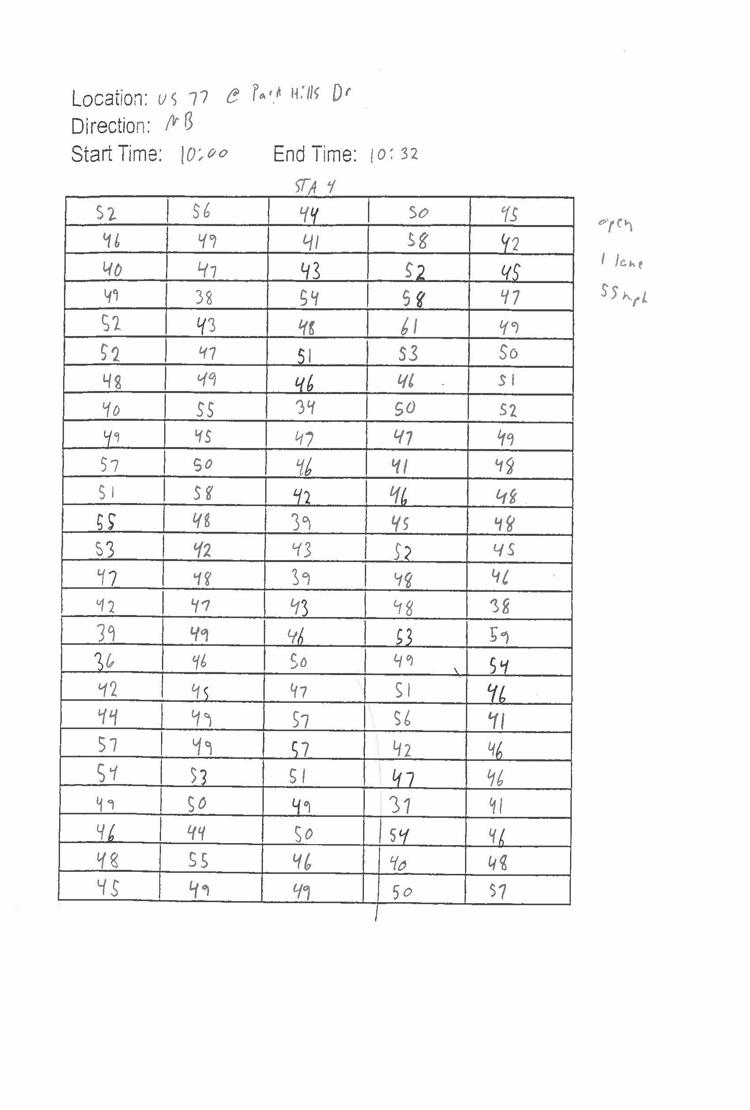 Location: US 77 @ Park Hills Dr
Direction: NB
Start Time: 10:00 End Time: 10:32
STA 4
52 56 44 50 45
open
46 49 41 58 42
40 47 43 52 45
1 lane
49 38 54 58 47
55 mph
52 43 48 61 49
52 47 51 53 50
48 49 46 46 51
40 55 34 50 52
49 45 47 47 49
57 50 46 41 48
51 58 42 46 48
55 48 39 45 48
53 42 43 52 45
47 48 39 48 46
42 47 43 48 38
39 49 46 53 59
36 46 50 49 54
42 45 47 51 46
44 49 57 56 41
57 49 57 42 46
54 53 51 47 46
49 50 49 37 41
46 44 50 54 46
48 55 46 40 48
45 49 49 50 57